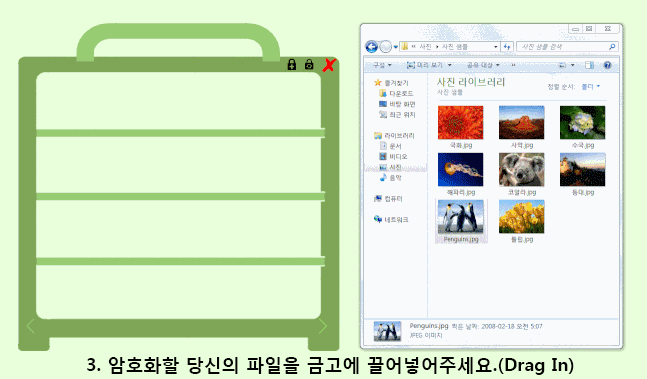 사진 ▸ 사진 샘플
사진 샘플 검색
구성
미리 보기
공유 대상
즐겨찾기
다운로드
바탕 화면
최근 위치
라이브러리
문서
비디오
사진
음악
컴퓨터
네트워크
사진 라이브러리
사진 샘플
정렬 순서: 폴더
국화.jpg
사막.jpg
수국.jpg
해파리.jpg
코알라.jpg
등대.jpg
Penguins.jpg
튤립.jpg
Penguins.jpg 찍은 날짜: 2008-02-18 오전 5:07
JPEG 이미지
3. 암호화할 당신의 파일을 금고에 끌어넣어주세요.(Drag In)